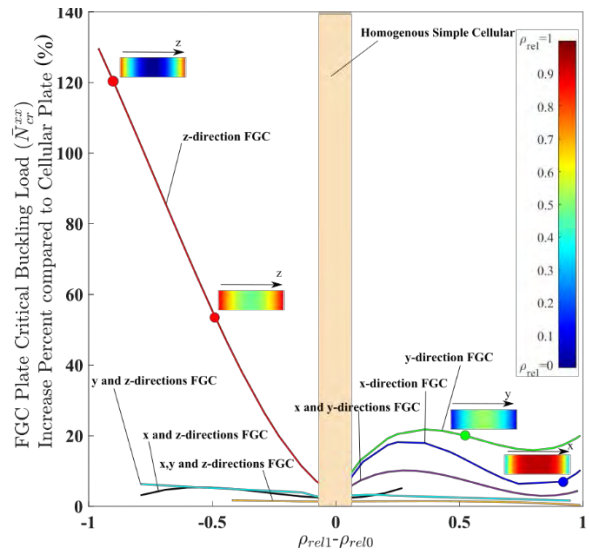 FGC Plate Critical Buckling Load (N̄ˣˣcr)
Increase Percent compared to Cellular Plate (%)
140
120
100
80
60
40
20
0
-1
-0.5
0
0.5
1
ρrel1-ρrel0
z
z-direction FGC
z
Homogenous Simple Cellular
ρrel=1
1
0.9
0.8
0.7
0.6
0.5
0.4
0.3
0.2
0.1
0
ρrel=0
y and z-directions FGC
x and z-directions FGC
x,y and z-directions FGC
y-direction FGC
x-direction FGC
x and y-directions FGC
y
x